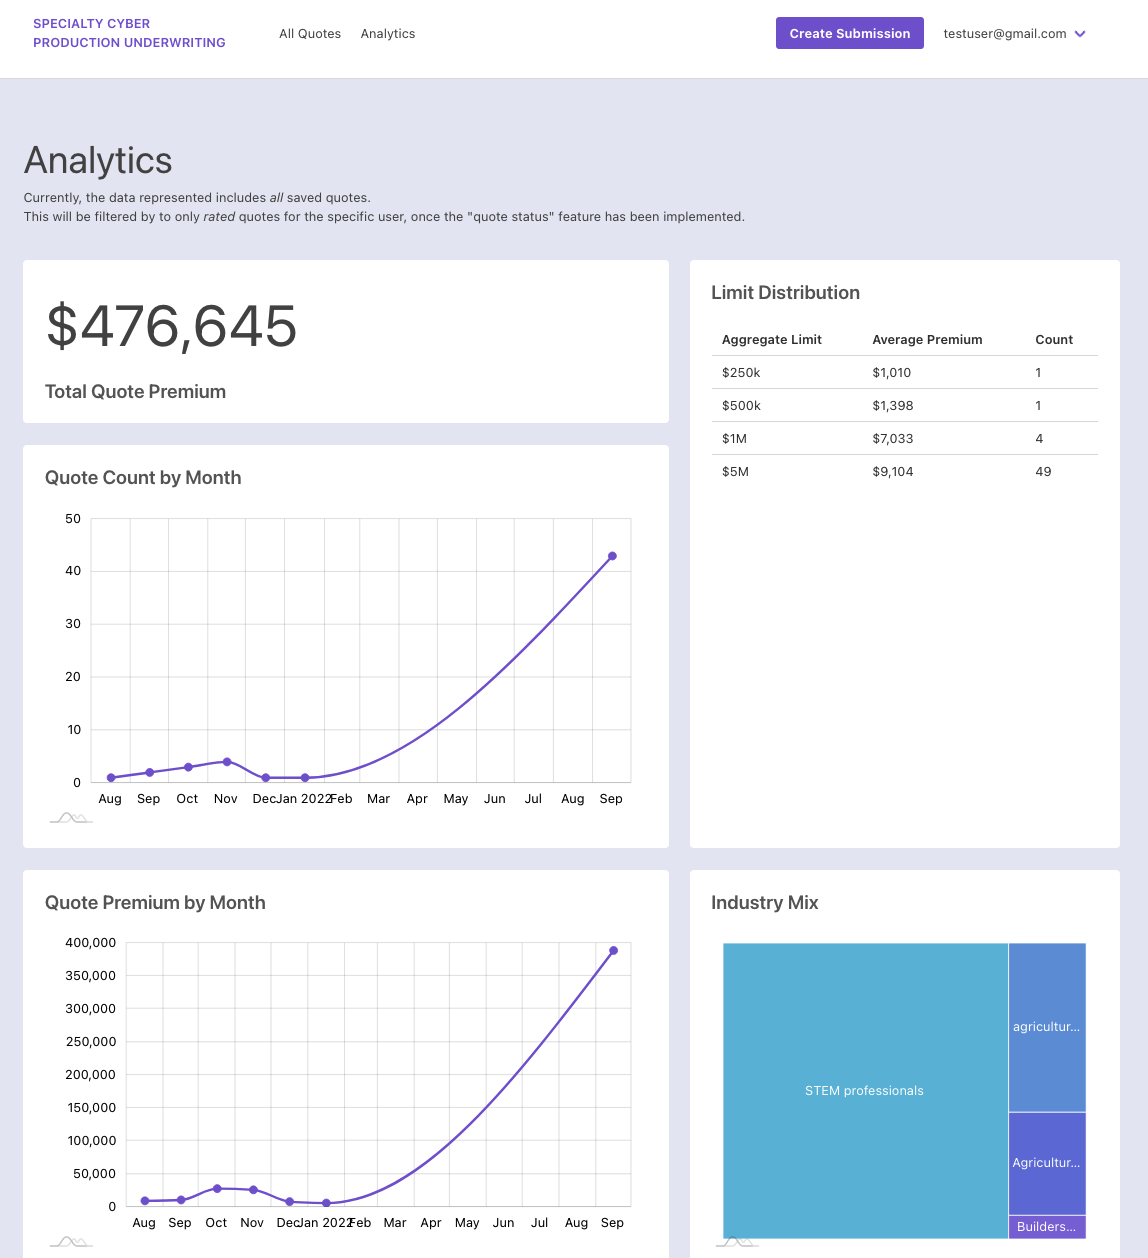 SPECIALTY CYBER
PRODUCTION UNDERWRITING
All Quotes
Analytics
Create Submission
testuser@gmail.com
Analytics
Currently, the data represented includes all saved quotes.
This will be filtered by to only rated quotes for the specific user, once the "quote status" feature has been implemented.
$476,645
Total Quote Premium
Limit Distribution
Aggregate Limit Average Premium Count
$250k $1,010 1
$500k $1,398 1
$1M $7,033 4
$5M $9,104 49
Quote Count by Month
50
40
30
20
10
0
Aug Sep Oct Nov Dec Jan 2022 Feb Mar Apr May Jun Jul Aug Sep
Quote Premium by Month
400,000
350,000
300,000
250,000
200,000
150,000
100,000
50,000
0
Aug Sep Oct Nov Dec Jan 2022 Feb Mar Apr May Jun Jul Aug Sep
Industry Mix
STEM professionals
agricultur...
Agricultur...
Builders...